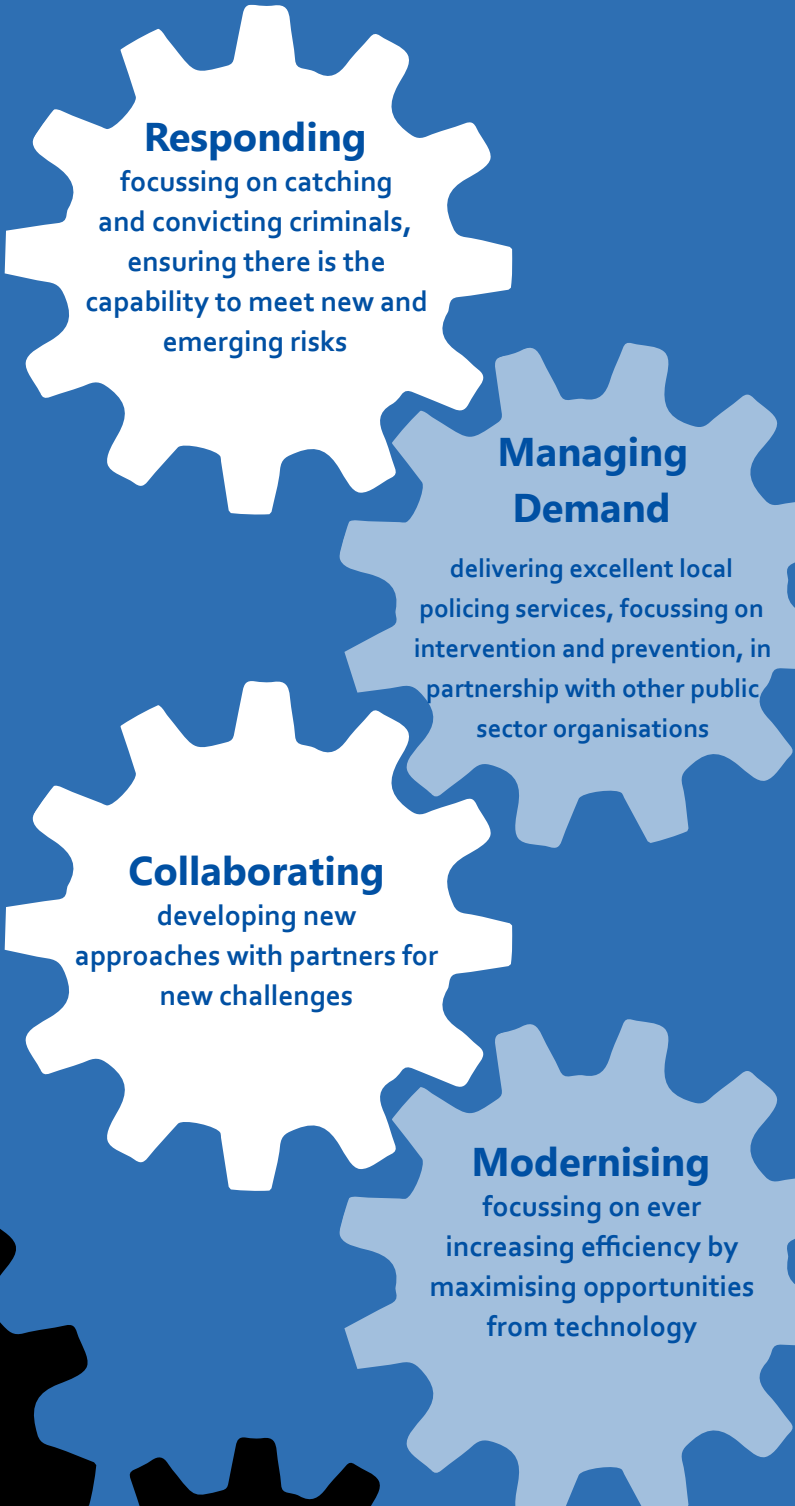 Responding
focussing on catching
and convicting criminals,
ensuring there is the
capability to meet new and
emerging risks
Managing
Demand
delivering excellent local
policing services, focussing on
intervention and prevention, in
partnership with other public
sector organisations
Collaborating
developing new
approaches with partners for
new challenges
Modernising
focussing on ever
increasing efficiency by
maximising opportunities
from technology